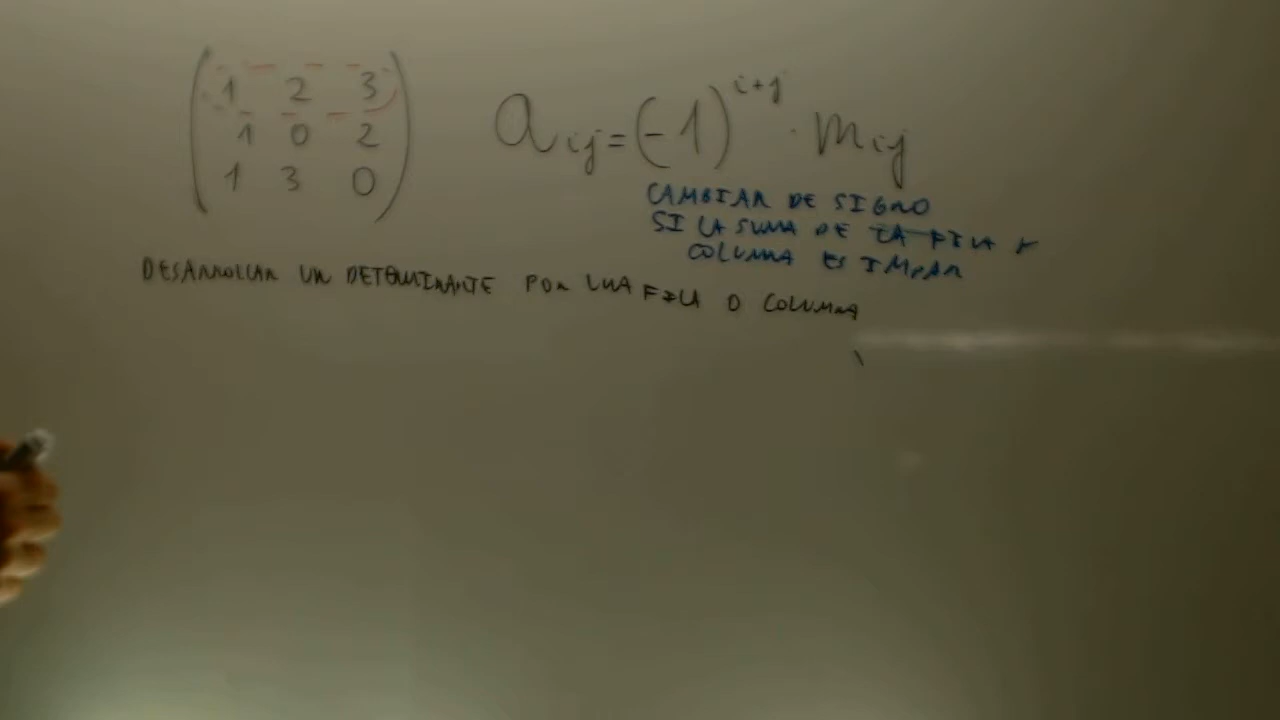 1 2 3
1 0 2
1 3 0
aij = (-1)^i+j · mij
CAMBIAR DE SIGNO
SI LA SUMA DE LA FILA Y
COLUMNA ES IMPAR
DESARROLLAR UN DETERMINANTE POR UNA FILA O COLUMNA